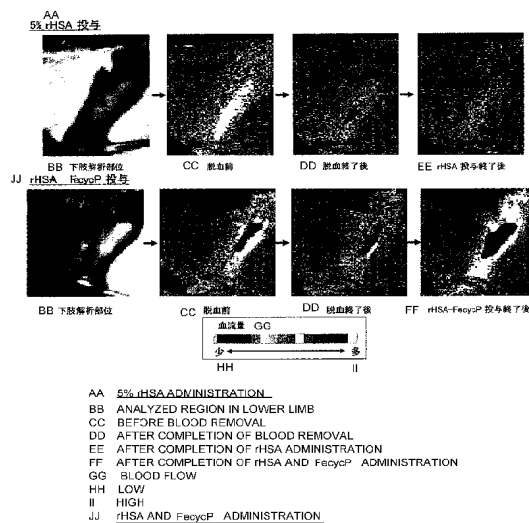 AA
5% rHSA 投与
BB 下肢解析部位
CC 脱血前
DD 脱血終了後
EE rHSA 投与終了後
JJ rHSA FecycP 投与
BB 下肢解析部位
CC 脱血前
DD 脱血終了後
FF rHSA-FecycP 投与終了後
血流量 GG
少 多
HH II
AA 5% rHSA ADMINISTRATION
BB ANALYZED REGION IN LOWER LIMB
CC BEFORE BLOOD REMOVAL
DD AFTER COMPLETION OF BLOOD REMOVAL
EE AFTER COMPLETION OF rHSA ADMINISTRATION
FF AFTER COMPLETION OF rHSA AND FecycP ADMINISTRATION
GG BLOOD FLOW
HH LOW
II HIGH
JJ rHSA AND FecycP ADMINISTRATION